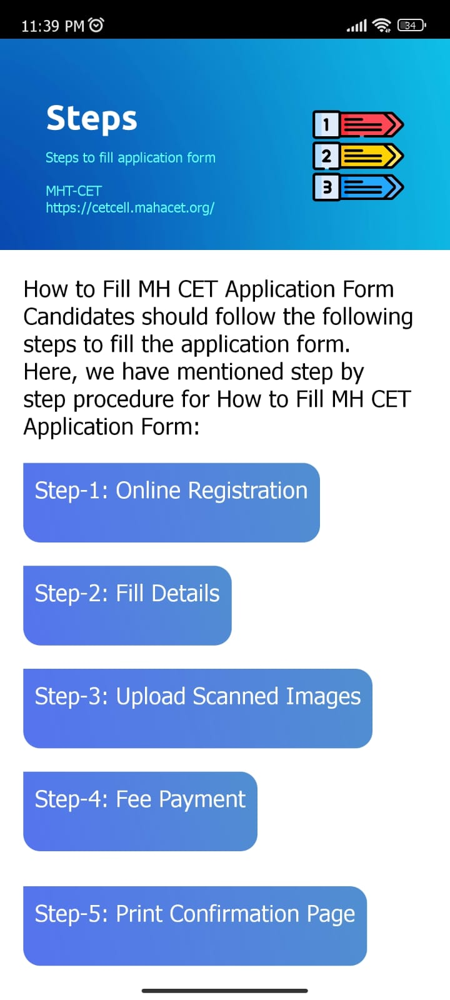 11:39 PM
34
Steps
Steps to fill application form
MHT-CET
https://cetcell.mahacet.org/
1
2
3
How to Fill MH CET Application Form
Candidates should follow the following
steps to fill the application form.
Here, we have mentioned step by
step procedure for How to Fill MH CET
Application Form:
Step-1: Online Registration
Step-2: Fill Details
Step-3: Upload Scanned Images
Step-4: Fee Payment
Step-5: Print Confirmation Page